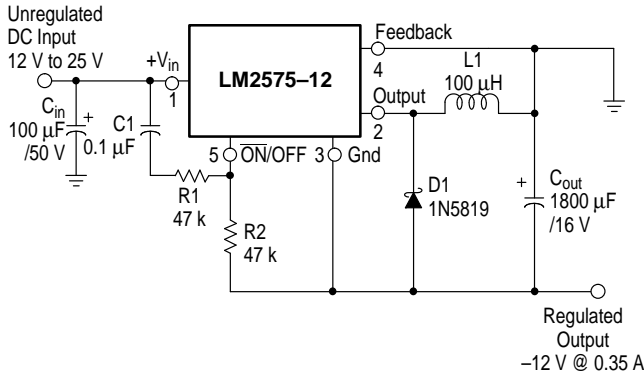 Unregulated
DC Input
12 V to 25 V
+Vin
1
LM2575–12
Feedback
4
L1
100 µH
Output
2
Cin
100 µF
/50 V
+
C1
0.1 µF
5
ON/OFF
3
Gnd
R1
47 k
R2
47 k
D1
1N5819
+
Cout
1800 µF
/16 V
Regulated
Output
–12 V @ 0.35 A